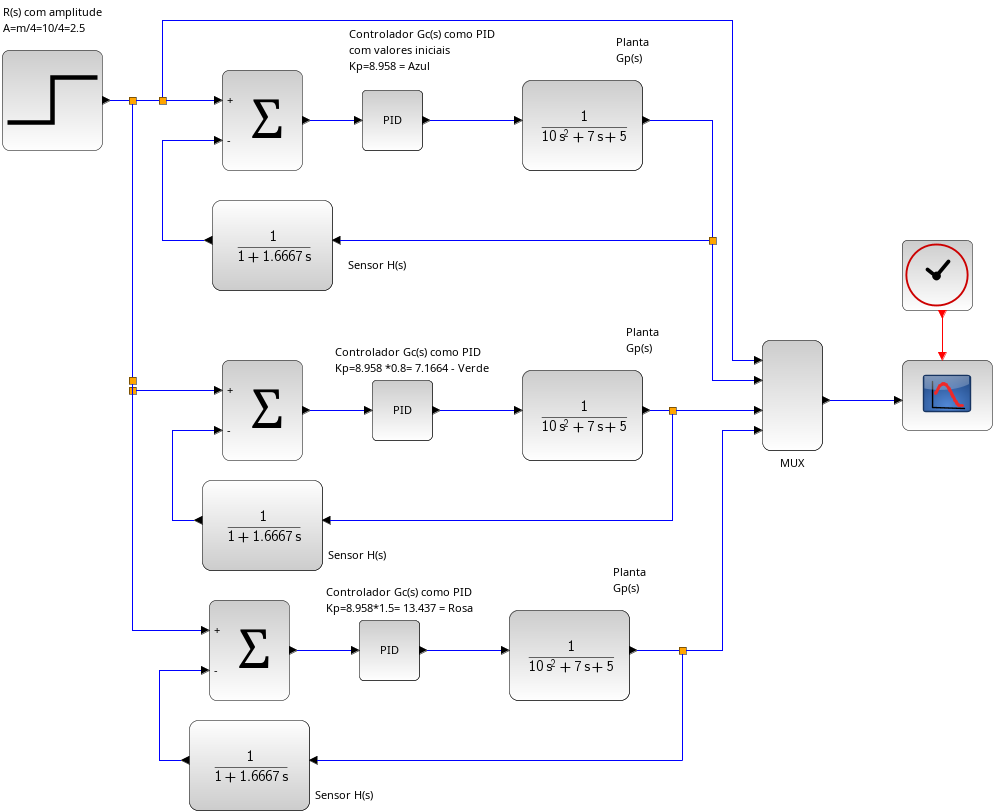 R(s) com amplitude
A=m/4=10/4=2.5
Controlador Gc(s) como PID
com valores iniciais
Kp=8.958 = Azul
Planta
Gp(s)
+
-
Σ
PID
1
10 s² + 7 s + 5
1
1 + 1.6667 s
Sensor H(s)
Planta
Gp(s)
Controlador Gc(s) como PID
Kp=8.958 *0.8= 7.1664 - Verde
+
-
Σ
PID
1
10 s² + 7 s + 5
MUX
1
1 + 1.6667 s
Sensor H(s)
Planta
Gp(s)
Controlador Gc(s) como PID
Kp=8.958*1.5= 13.437 = Rosa
+
-
Σ
PID
1
10 s² + 7 s + 5
1
1 + 1.6667 s
Sensor H(s)